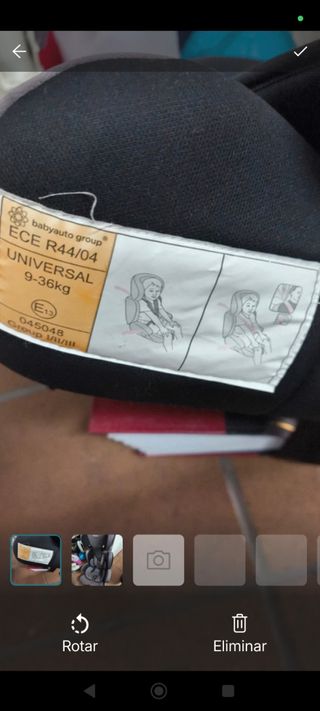 babyauto group®
ECE R44/04
UNIVERSAL
9-36kg
E13
045048
Group I/II/III
Rotar
Eliminar